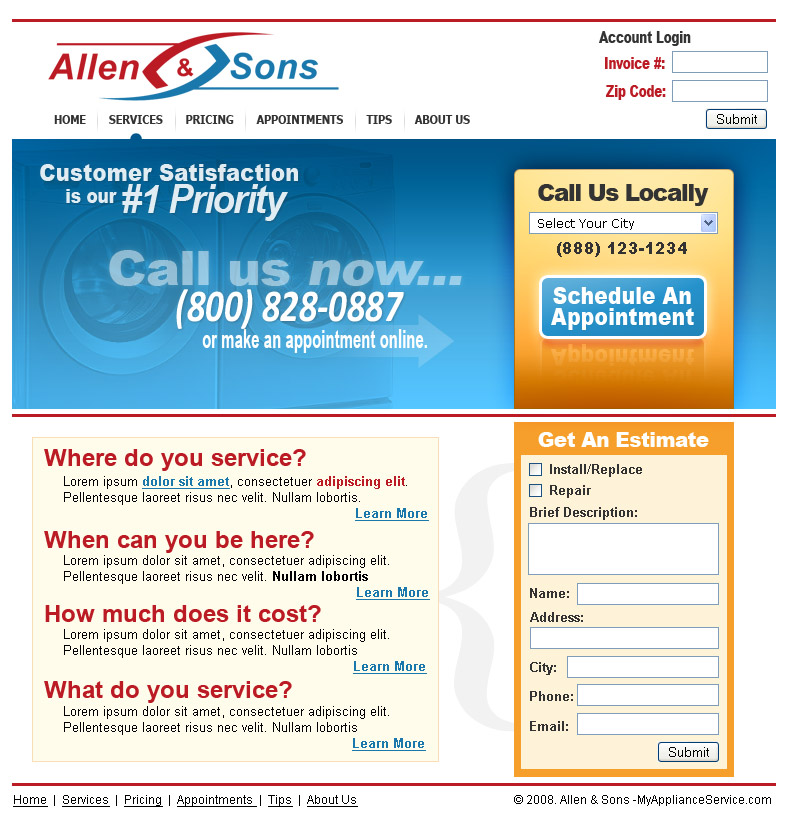 Allen & Sons
Account Login
Invoice #:
Zip Code:
Submit
HOME SERVICES PRICING APPOINTMENTS TIPS ABOUT US
Customer Satisfaction
is our #1 Priority
Call us now...
(800) 828-0887
or make an appointment online.
Call Us Locally
Select Your City
(888) 123-1234
Schedule An
Appointment
Where do you service?
Lorem ipsum dolor sit amet, consectetuer adipiscing elit.
Pellentesque laoreet risus nec velit. Nullam lobortis.
Learn More
When can you be here?
Lorem ipsum dolor sit amet, consectetuer adipiscing elit.
Pellentesque laoreet risus nec velit. Nullam lobortis
Learn More
How much does it cost?
Lorem ipsum dolor sit amet, consectetuer adipiscing elit.
Pellentesque laoreet risus nec velit. Nullam lobortis
Learn More
What do you service?
Lorem ipsum dolor sit amet, consectetuer adipiscing elit.
Pellentesque laoreet risus nec velit. Nullam lobortis
Learn More
Get An Estimate
Install/Replace
Repair
Brief Description:
Name:
Address:
City:
Phone:
Email:
Submit
Home | Services | Pricing | Appointments | Tips | About Us
© 2008. Allen & Sons -MyApplianceService.com